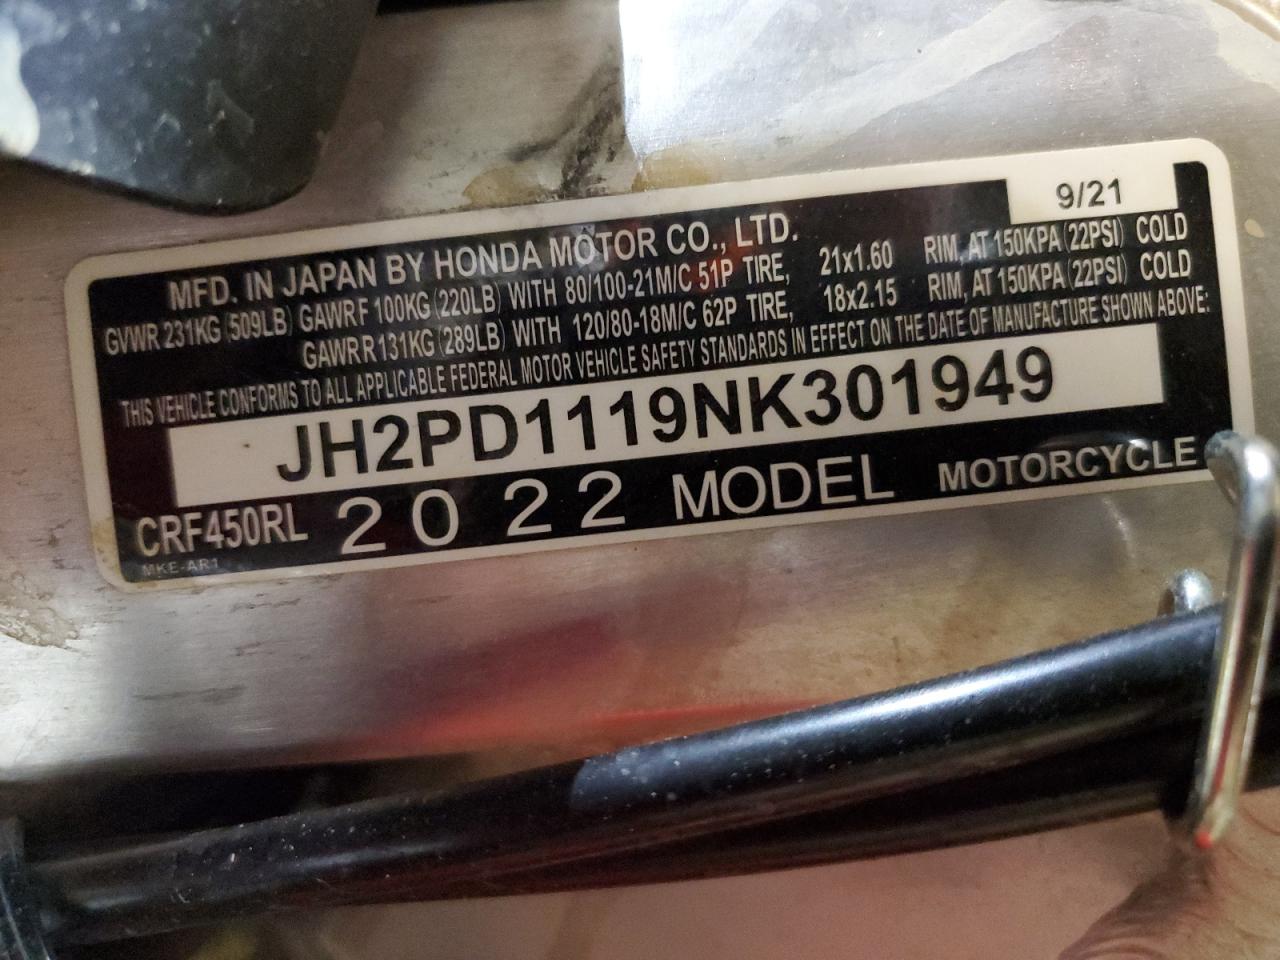 9/21
MFD. IN JAPAN BY HONDA MOTOR CO., LTD.
GVWR 231KG (509LB) GAWR F 100KG (220LB) WITH 80/100-21M/C 51P TIRE, 21x1.60 RIM, AT 150KPA (22PSI) COLD
GAWR R 131KG (289LB) WITH 120/80-18M/C 62P TIRE, 18x2.15 RIM, AT 150KPA (22PSI) COLD
THIS VEHICLE CONFORMS TO ALL APPLICABLE FEDERAL MOTOR VEHICLE SAFETY STANDARDS IN EFFECT ON THE DATE OF MANUFACTURE SHOWN ABOVE:
JH2PD1119NK301949
CRF450RL 2022 MODEL MOTORCYCLE
MKE-AR1